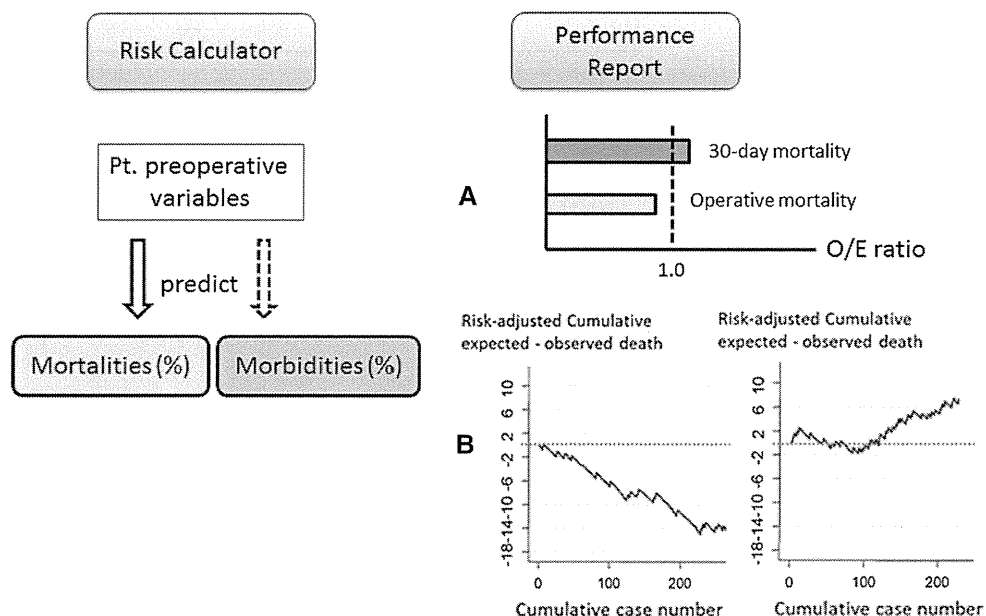 Risk Calculator
Pt. preoperative
variables
predict
Mortalities (%)
Morbidities (%)
Performance
Report
A
30-day mortality
Operative mortality
1.0
O/E ratio
B
Risk-adjusted Cumulative
expected - observed death
10
6
2
-2
-6
-10
-14
-18
0
100
200
Cumulative case number
Risk-adjusted Cumulative
expected - observed death
10
6
2
-2
-6
-10
-14
-18
0
100
200
Cumulative case number